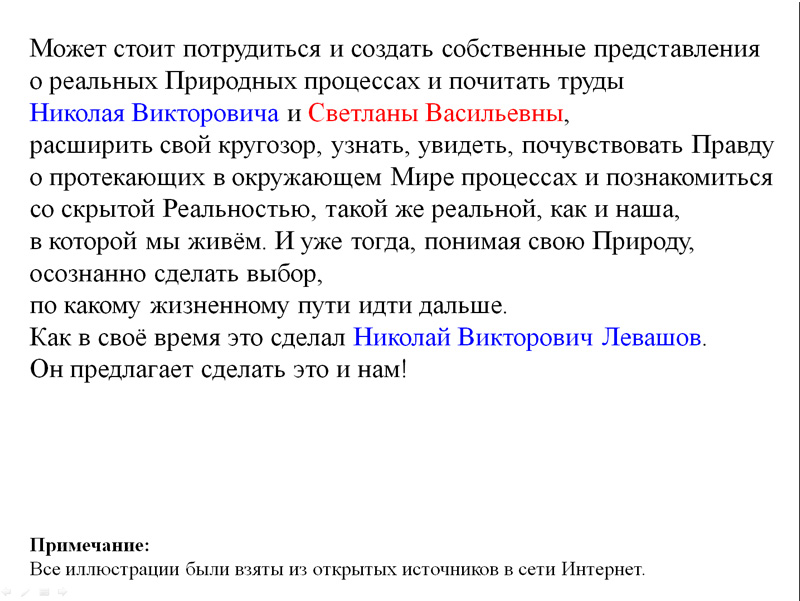 Может стоит потрудиться и создать собственные представления
о реальных Природных процессах и почитать труды
Николая Викторовича и Светланы Васильевны,
расширить свой кругозор, узнать, увидеть, почувствовать Правду
о протекающих в окружающем Мире процессах и познакомиться
со скрытой Реальностью, такой же реальной, как и наша,
в которой мы живём. И уже тогда, понимая свою Природу,
осознанно сделать выбор,
по какому жизненному пути идти дальше.
Как в своё время это сделал Николай Викторович Левашов.
Он предлагает сделать это и нам!
Примечание:
Все иллюстрации были взяты из открытых источников в сети Интернет.